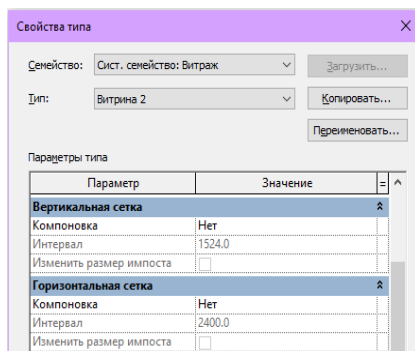 Свойства типа
Семейство: Сист. семейство: Витраж Загрузить...
Тип: Витрина 2 Копировать...
Переименовать...
Параметры типа
Параметр Значение =
Вертикальная сетка
Компоновка Нет
Интервал 1524.0
Изменить размер импоста
Горизонтальная сетка
Компоновка Нет
Интервал 2400.0
Изменить размер импоста